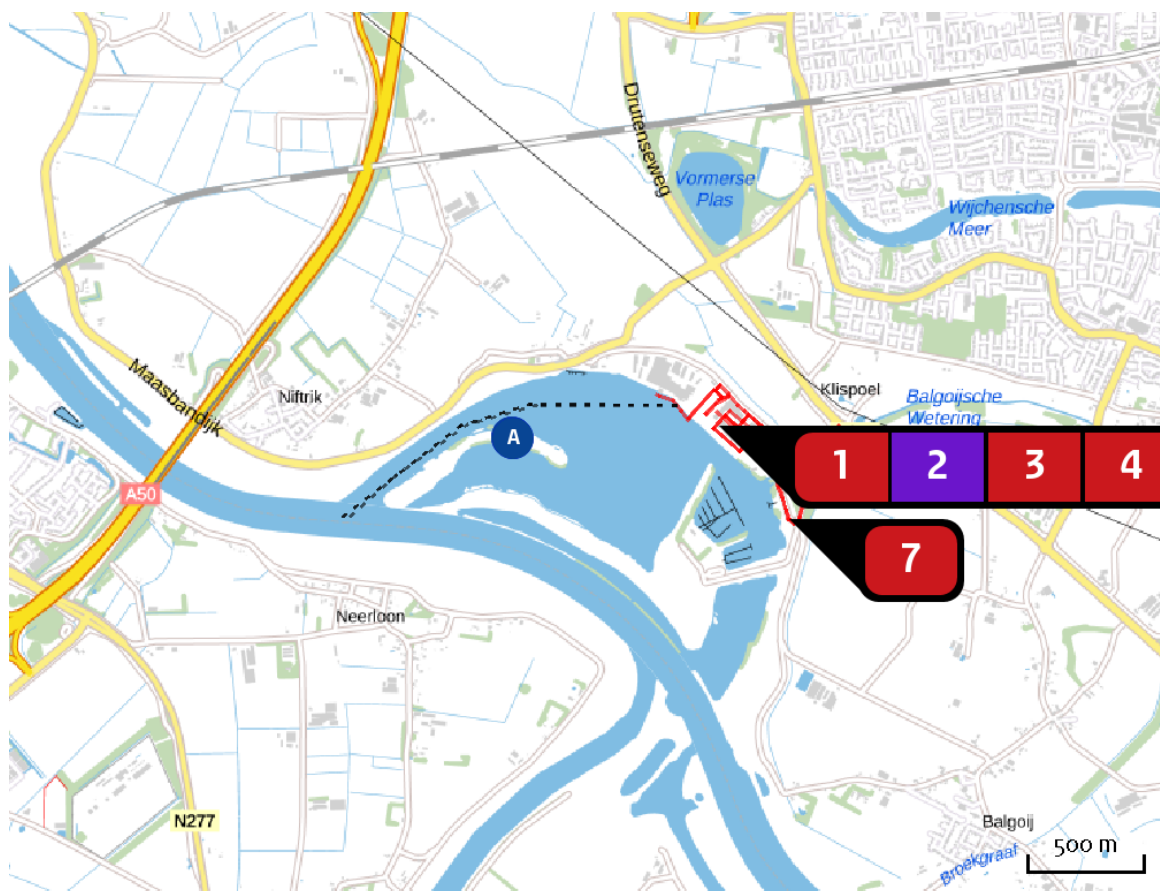 Drutenseweg
Vormerse
Plas
Wijchensche
Meer
Maasbandijk
Niftrik
Klispoel
Balgoijsche
Wetering
A
1
2
3
4
A50
7
Neerloon
N277
Balgoij
500 m
Broekgraaf